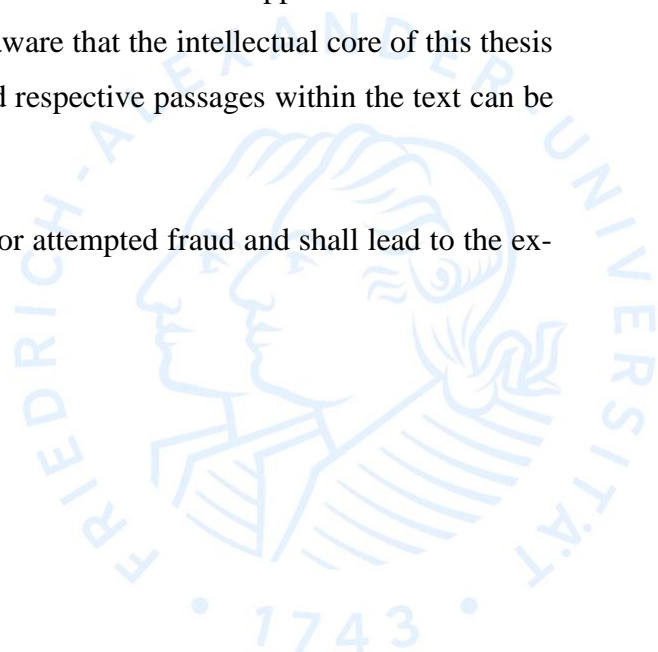 ware that the intellectual core of this thesis
d respective passages within the text can be
or attempted fraud and shall lead to the ex-
FRIEDRICH-ALEXANDER-UNIVERSITÄT
• 1743 •